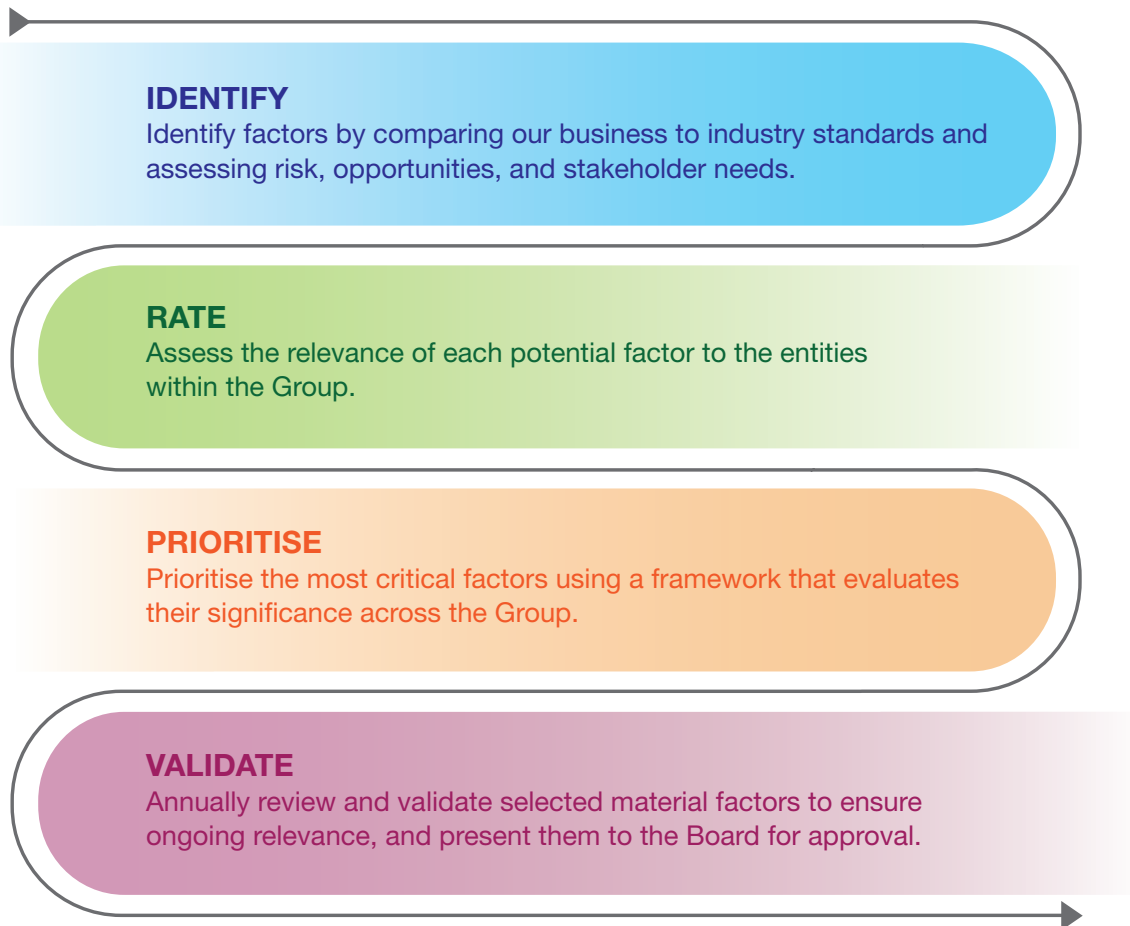 IDENTIFY
Identify factors by comparing our business to industry standards and
assessing risk, opportunities, and stakeholder needs.
RATE
Assess the relevance of each potential factor to the entities
within the Group.
PRIORITISE
Prioritise the most critical factors using a framework that evaluates
their significance across the Group.
VALIDATE
Annually review and validate selected material factors to ensure
ongoing relevance, and present them to the Board for approval.